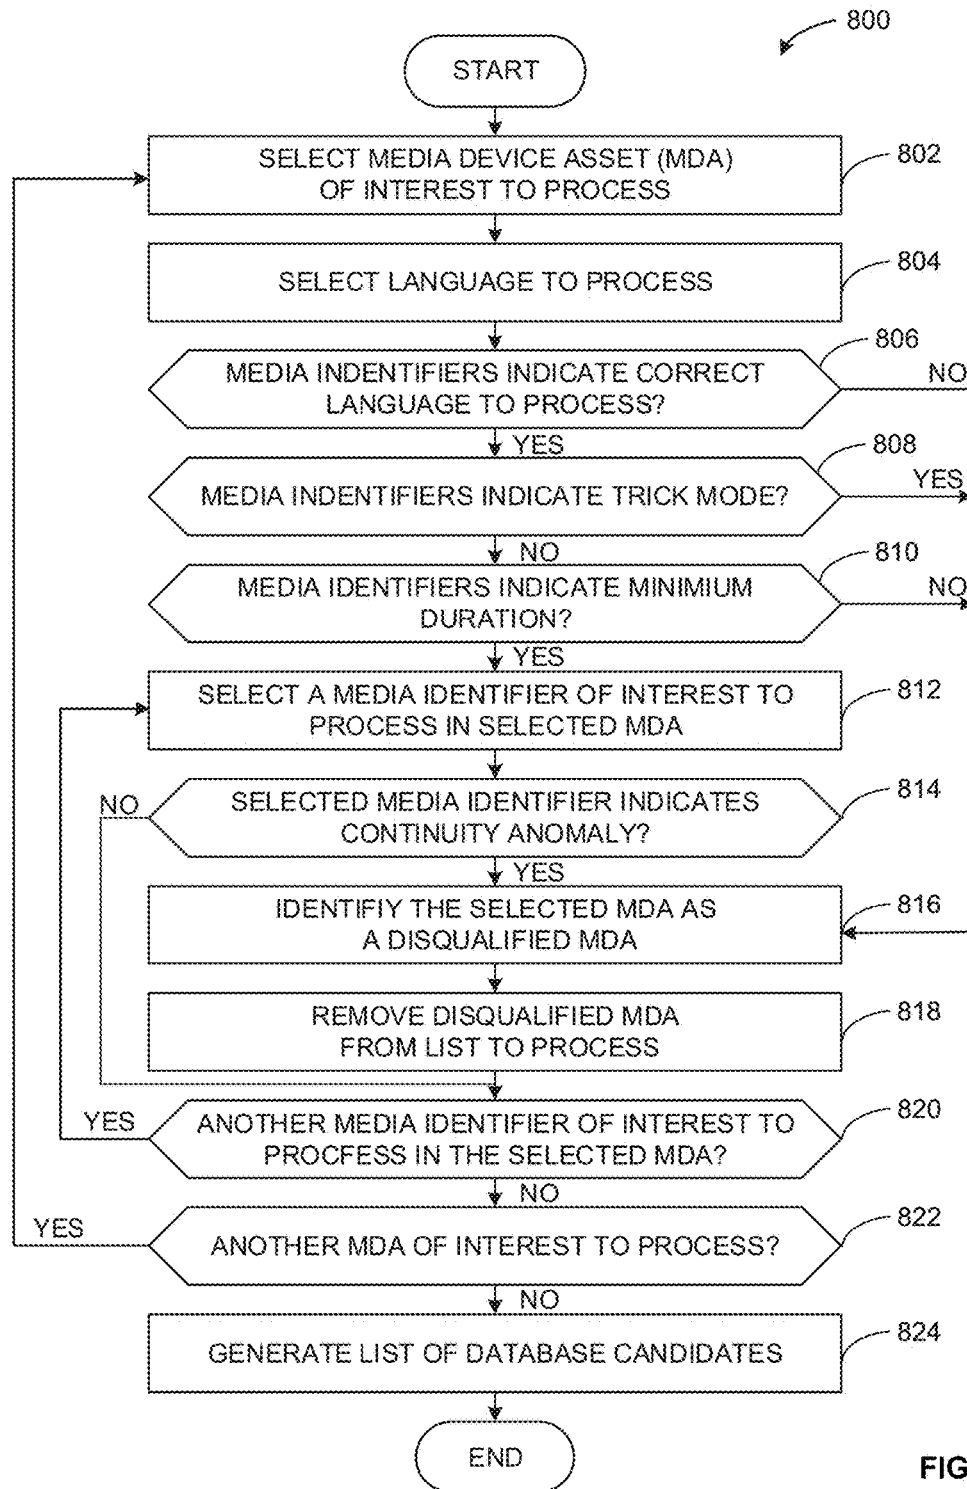 800
START
SELECT MEDIA DEVICE ASSET (MDA)
OF INTEREST TO PROCESS
802
SELECT LANGUAGE TO PROCESS
804
MEDIA INDENTIFIERS INDICATE CORRECT
LANGUAGE TO PROCESS?
806
NO
YES
MEDIA INDENTIFIERS INDICATE TRICK MODE?
808
YES
NO
MEDIA IDENTIFIERS INDICATE MINIMIUM
DURATION?
810
NO
YES
SELECT A MEDIA IDENTIFIER OF INTEREST TO
PROCESS IN SELECTED MDA
812
SELECTED MEDIA IDENTIFIER INDICATES
CONTINUITY ANOMALY?
814
NO
YES
IDENTIFIY THE SELECTED MDA AS
A DISQUALIFIED MDA
816
REMOVE DISQUALIFIED MDA
FROM LIST TO PROCESS
818
ANOTHER MEDIA IDENTIFIER OF INTEREST TO
PROCFESS IN THE SELECTED MDA?
820
YES
NO
ANOTHER MDA OF INTEREST TO PROCESS?
822
YES
NO
GENERATE LIST OF DATABASE CANDIDATES
824
END
FIG